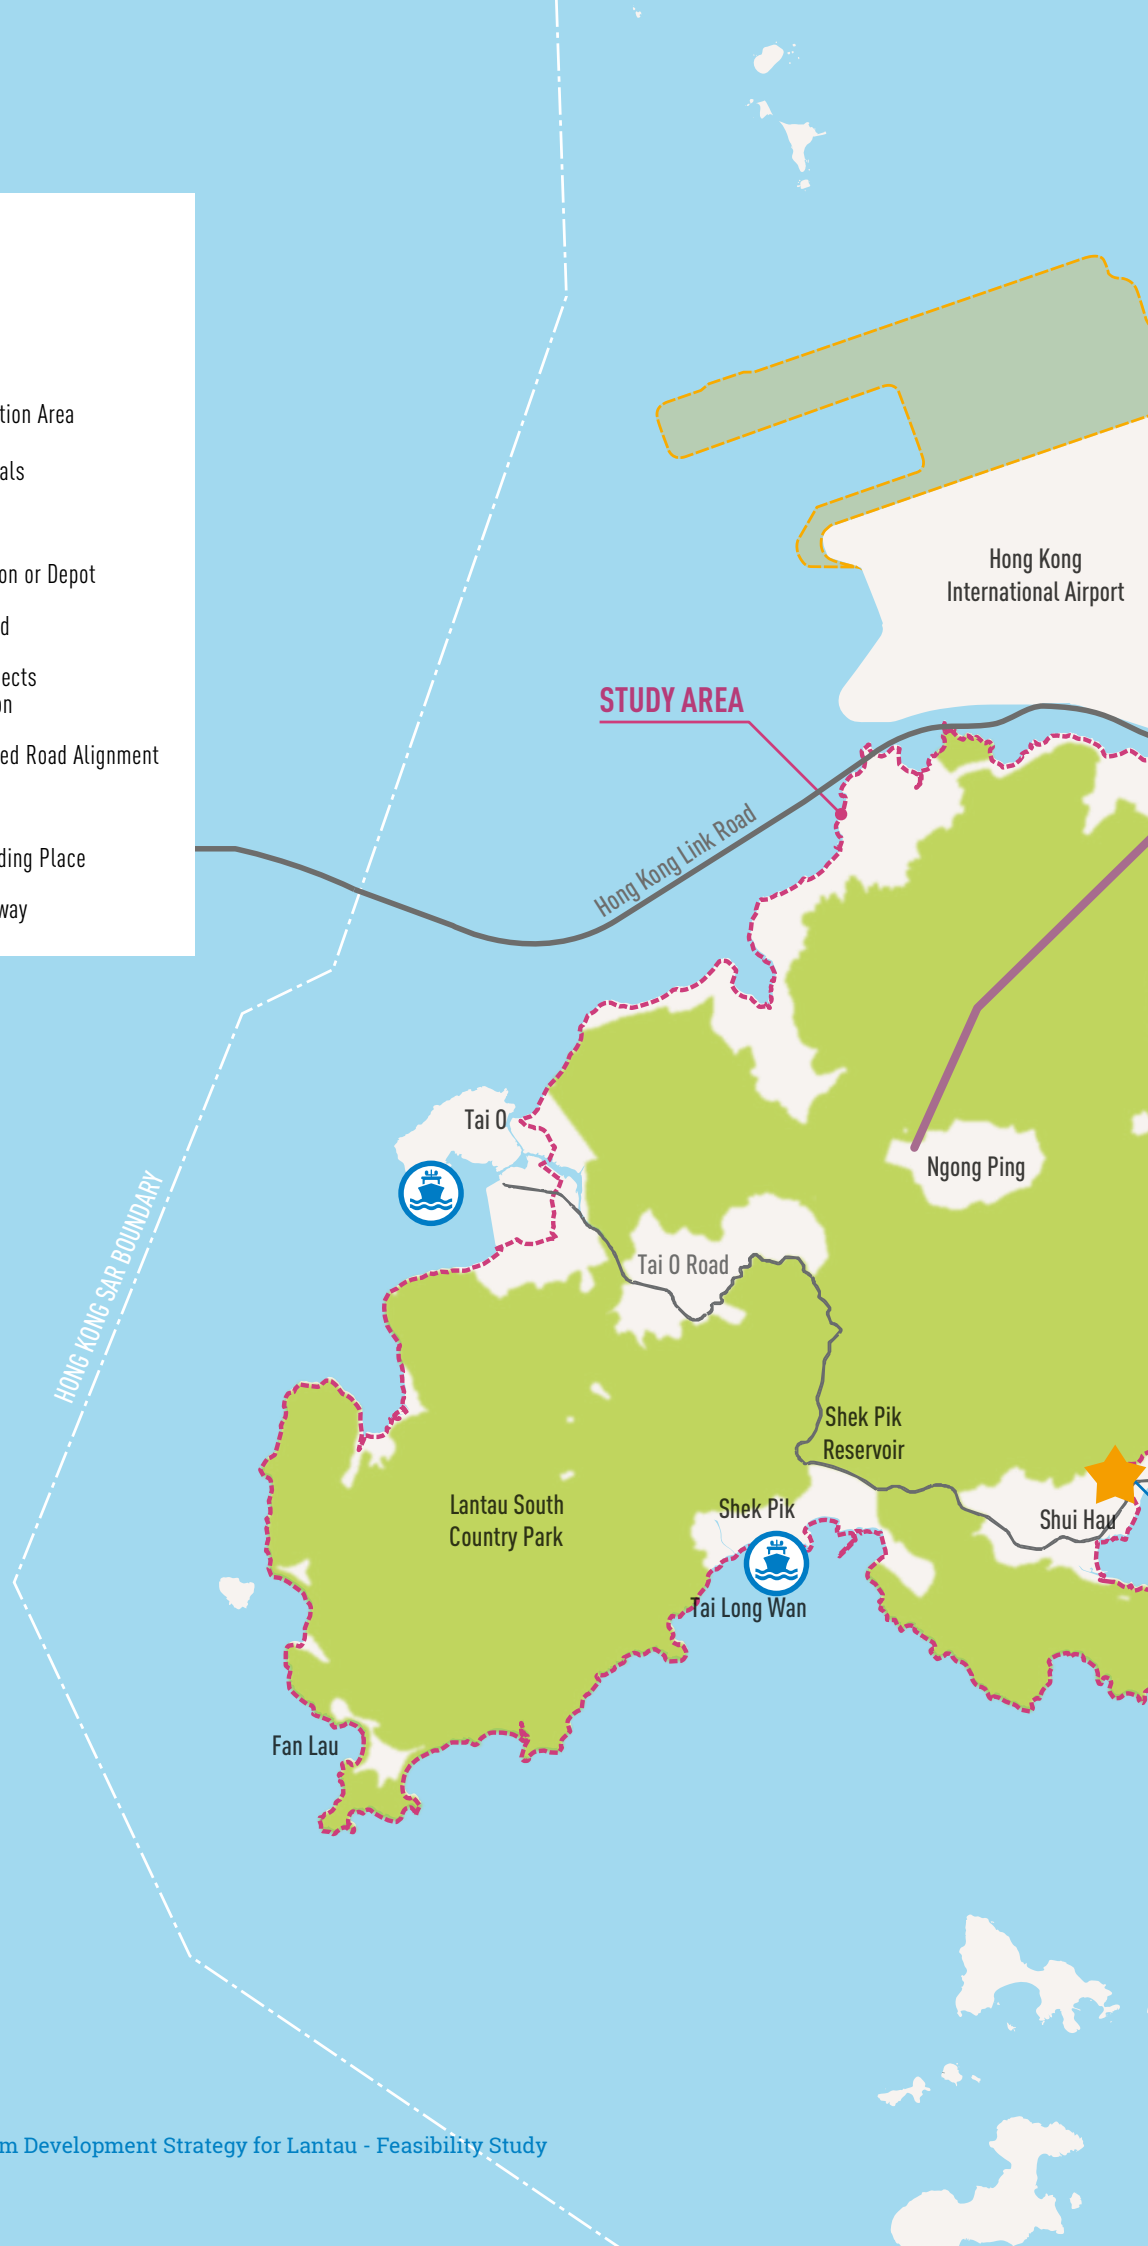 tion Area
als
on or Depot
d
ects
on
ed Road Alignment
ding Place
way
Hong Kong
International Airport
STUDY AREA
Hong Kong Link Road
Tai O
Ngong Ping
HONG KONG SAR BOUNDARY
Tai O Road
Shek Pik
Reservoir
Lantau South
Country Park
Shek Pik
Shui Hau
Tai Long Wan
Fan Lau
m Development Strategy for Lantau - Feasibility Study